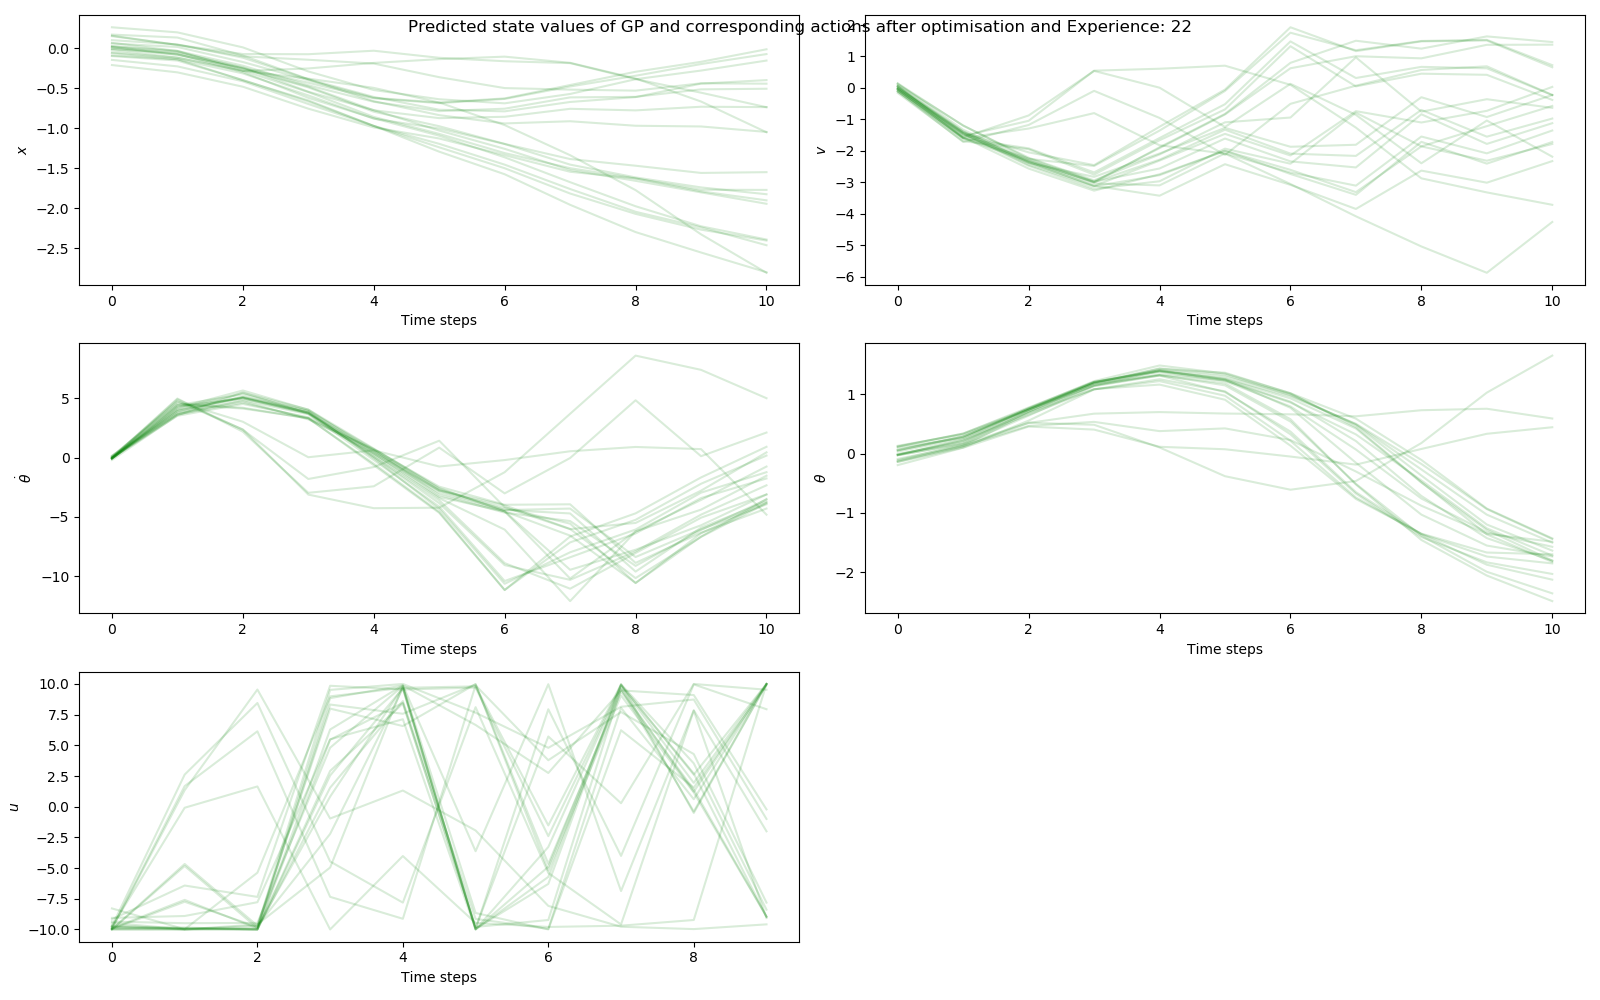 Predicted state values of GP and corresponding actions after optimisation and Experience: 22
0.0
−0.5
−1.0
−1.5
−2.0
−2.5
x
0 2 4 6 8 10
Time steps
2
1
0
−1
−2
−3
−4
−5
−6
v
0 2 4 6 8 10
Time steps
5
0
−5
−10
θ̇
0 2 4 6 8 10
Time steps
1
0
−1
−2
θ
0 2 4 6 8 10
Time steps
10.0
7.5
5.0
2.5
0.0
−2.5
−5.0
−7.5
−10.0
u
0 2 4 6 8
Time steps